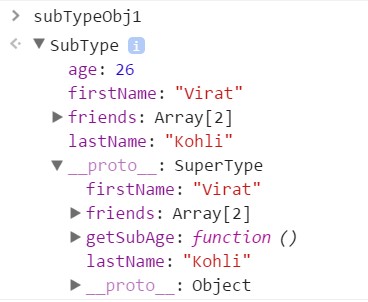 subTypeObj1
SubType i
age: 26
firstName: "Virat"
friends: Array[2]
lastName: "Kohli"
__proto__: SuperType
firstName: "Virat"
friends: Array[2]
getSubAge: function ()
lastName: "Kohli"
__proto__: Object